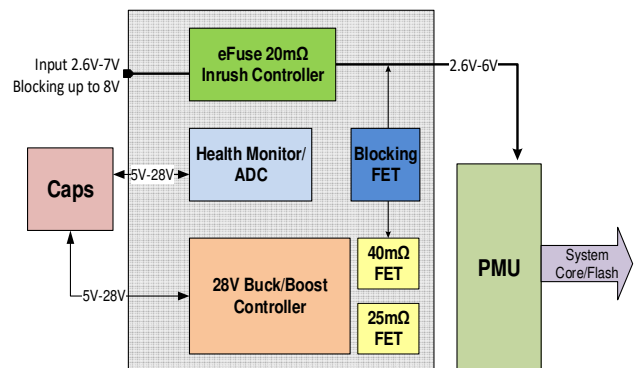 Input 2.6V-7V
Blocking up to 8V
eFuse 20mΩ
Inrush Controller
2.6V-6V
Health Monitor/
ADC
Blocking
FET
Caps
5V-28V
28V Buck/Boost
Controller
40mΩ
FET
25mΩ
FET
5V-28V
PMU
System
Core/Flash